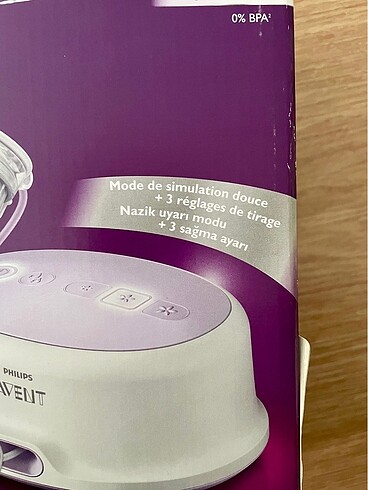 0% BPA²
Mode de simulation douce
+ 3 réglages de tirage
Nazik uyarı modu
+ 3 sağma ayarı
PHILIPS
AVENT